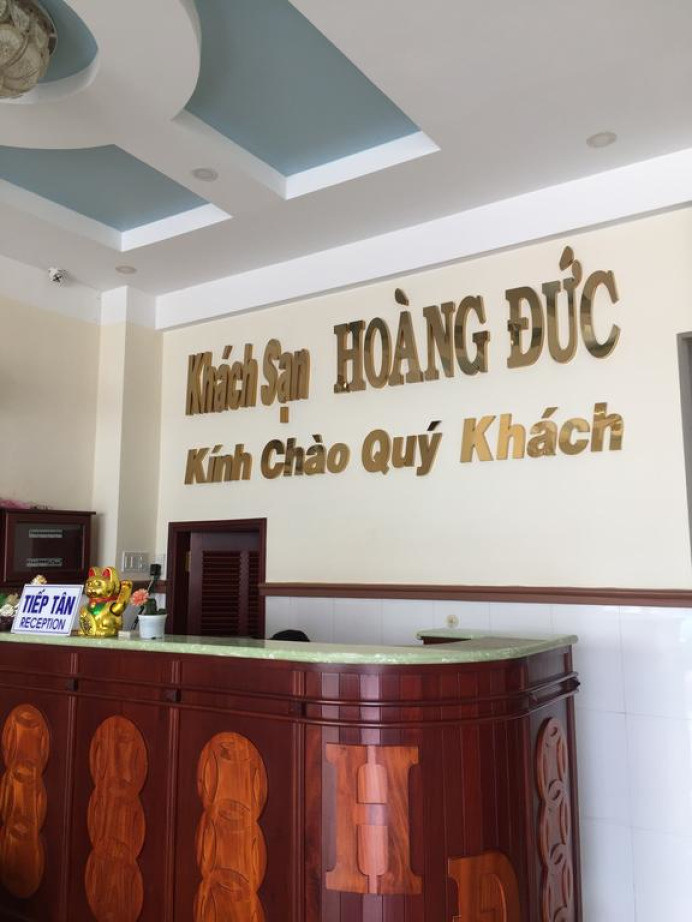 Khách Sạn HOÀNG ĐỨC
Kính Chào Quý Khách
TIẾP TÂN
RECEPTION
H
Đ